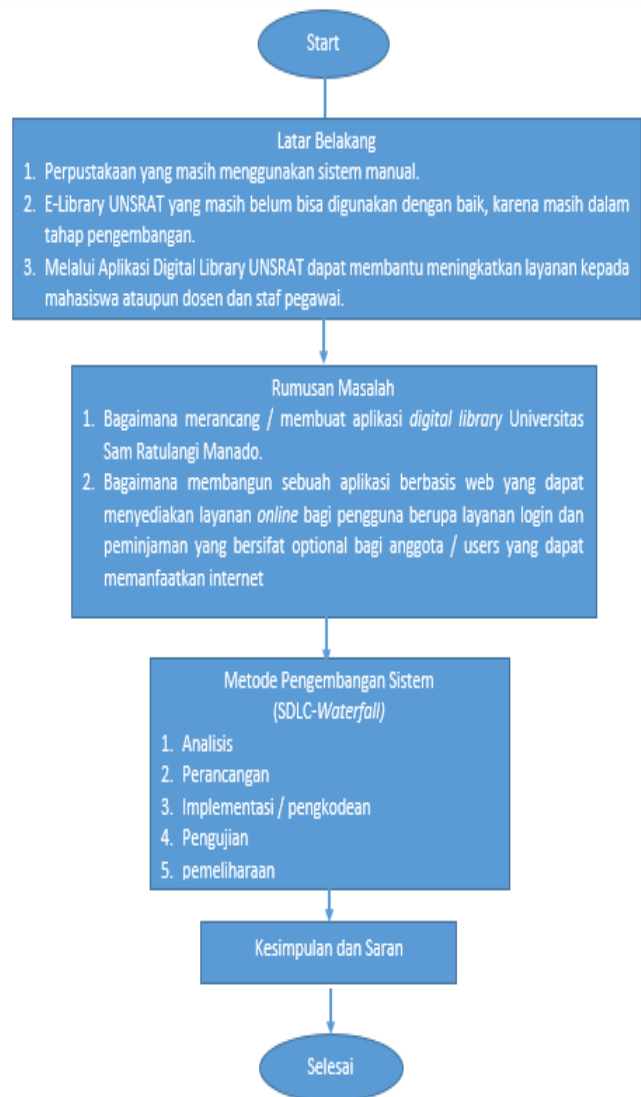 Start
Latar Belakang
1. Perpustakaan yang masih menggunakan sistem manual.
2. E-Library UNSRAT yang masih belum bisa digunakan dengan baik, karena masih dalam
tahap pengembangan.
3. Melalui Aplikasi Digital Library UNSRAT dapat membantu meningkatkan layanan kepada
mahasiswa ataupun dosen dan staf pegawai.
Rumusan Masalah
1. Bagaimana merancang / membuat aplikasi digital library Universitas
Sam Ratulangi Manado.
2. Bagaimana membangun sebuah aplikasi berbasis web yang dapat
menyediakan layanan online bagi pengguna berupa layanan login dan
peminjaman yang bersifat optional bagi anggota / users yang dapat
memanfaatkan internet
Metode Pengembangan Sistem
(SDLC-Waterfall)
1. Analisis
2. Perancangan
3. Implementasi / pengkodean
4. Pengujian
5. pemeliharaan
Kesimpulan dan Saran
Selesai